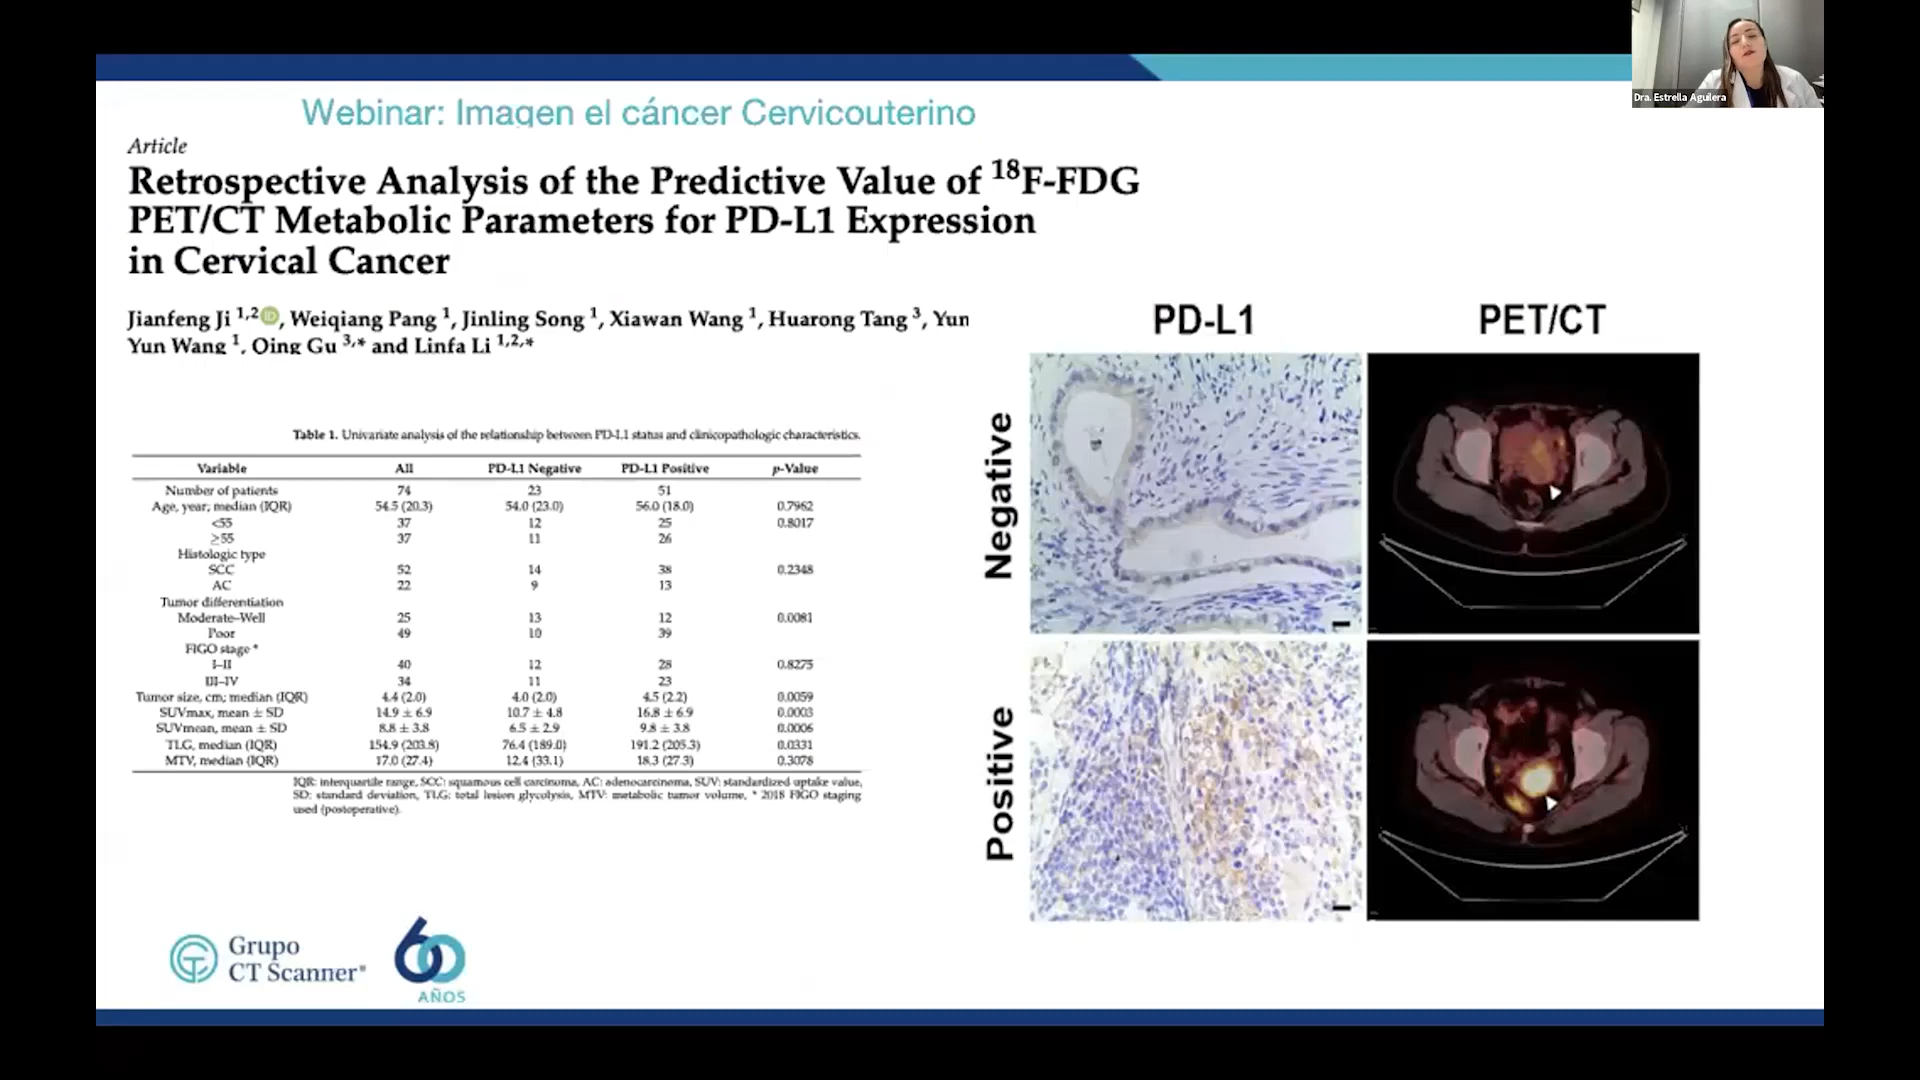 Dra. Estrella Aguilera
Webinar: Imagen el cáncer Cervicouterino
Article
Retrospective Analysis of the Predictive Value of 18F-FDG
PET/CT Metabolic Parameters for PD-L1 Expression
in Cervical Cancer
Jianfeng Ji 1,2 iD, Weiqiang Pang 1, Jinling Song 1, Xiawan Wang 1, Huarong Tang 3, Yun
Yun Wang 1, Qing Gu 3,* and Linfa Li 1,2,*
Table 1. Univariate analysis of the relationship between PD-L1 status and clinicopathologic characteristics.
Variable All PD-L1 Negative PD-L1 Positive p-Value
Number of patients 74 23 51
Age, year; median (IQR) 54.5 (20.3) 54.0 (23.0) 56.0 (18.0) 0.7962
<55 37 12 25 0.8017
≥55 37 11 26
Histologic type
SCC 52 14 38 0.2348
AC 22 9 13
Tumor differentiation
Moderate–Well 25 13 12 0.0081
Poor 49 10 39
FIGO stage *
I–II 40 12 28 0.8275
III–IV 34 11 23
Tumor size, cm; median (IQR) 4.4 (2.0) 4.0 (2.0) 4.5 (2.2) 0.0059
SUVmax, mean ± SD 14.9 ± 6.9 10.7 ± 4.8 16.8 ± 6.9 0.0003
SUVmean, mean ± SD 8.8 ± 3.8 6.5 ± 2.9 9.8 ± 3.8 0.0006
TLG, median (IQR) 154.9 (203.8) 76.4 (189.0) 191.2 (205.3) 0.0331
MTV, median (IQR) 17.0 (27.4) 12.4 (33.1) 18.3 (27.3) 0.3078
IQR: interquartile range, SCC: squamous cell carcinoma, AC: adenocarcinoma, SUV: standardized uptake value,
SD: standard deviation, TLG: total lesion glycolysis, MTV: metabolic tumor volume, * 2018 FIGO staging
used (postoperative).
PD-L1 PET/CT
Negative
Positive
Grupo
CT Scanner®
60
AÑOS